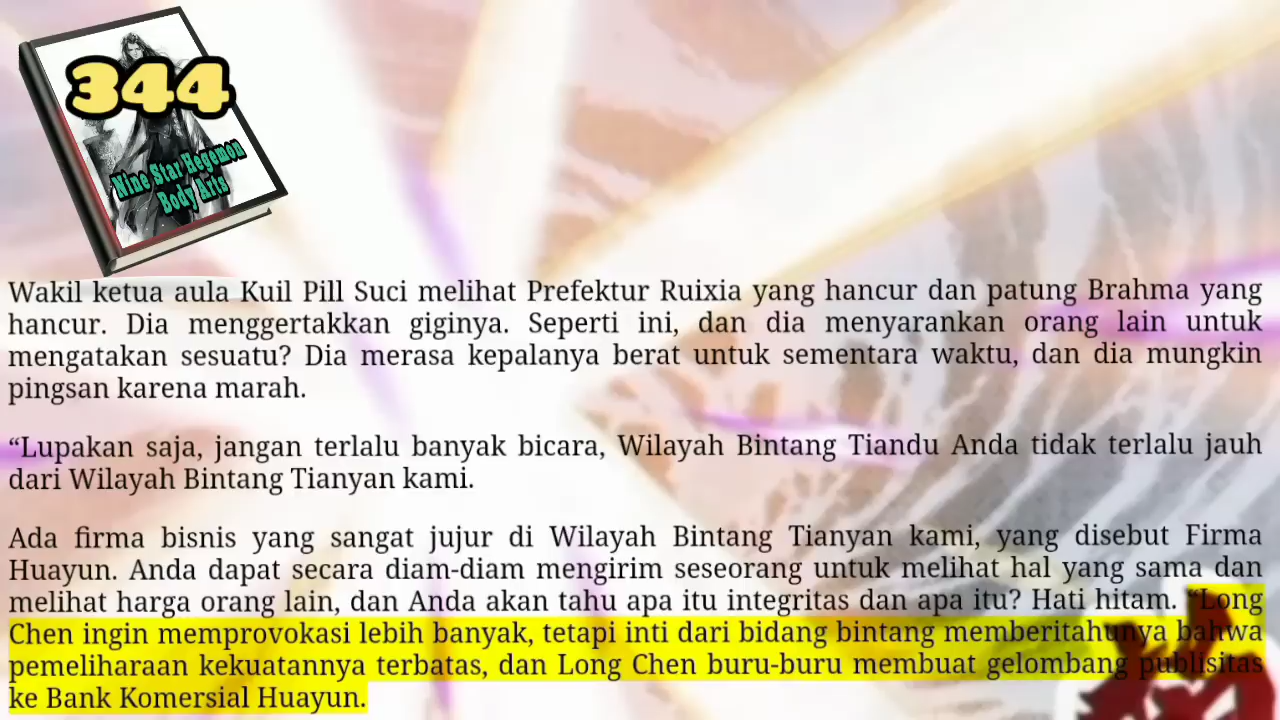 344
Nine Star Hegemon
Body Arts
Wakil ketua aula Kuil Pill Suci melihat Prefektur Ruixia yang hancur dan patung Brahma yang
hancur. Dia menggertakkan giginya. Seperti ini, dan dia menyarankan orang lain untuk
mengatakan sesuatu? Dia merasa kepalanya berat untuk sementara waktu, dan dia mungkin
pingsan karena marah.
“Lupakan saja, jangan terlalu banyak bicara, Wilayah Bintang Tiandu Anda tidak terlalu jauh
dari Wilayah Bintang Tianyan kami.
Ada firma bisnis yang sangat jujur di Wilayah Bintang Tianyan kami, yang disebut Firma
Huayun. Anda dapat secara diam-diam mengirim seseorang untuk melihat hal yang sama dan
melihat harga orang lain, dan Anda akan tahu apa itu integritas dan apa itu? Hati hitam. “Long
Chen ingin memprovokasi lebih banyak, tetapi inti dari bidang bintang memberitahunya bahwa
pemeliharaan kekuatannya terbatas, dan Long Chen buru-buru membuat gelombang publisitas
ke Bank Komersial Huayun.